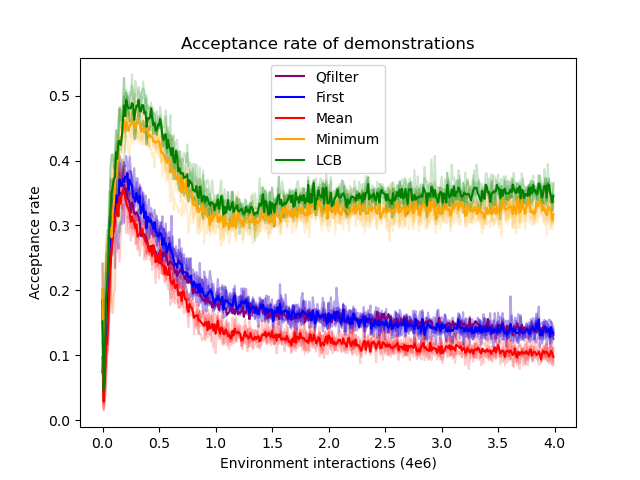 Acceptance rate of demonstrations
Acceptance rate
0.5
0.4
0.3
0.2
0.1
0.0
Qfilter
First
Mean
Minimum
LCB
0.0 0.5 1.0 1.5 2.0 2.5 3.0 3.5 4.0
Environment interactions (4e6)